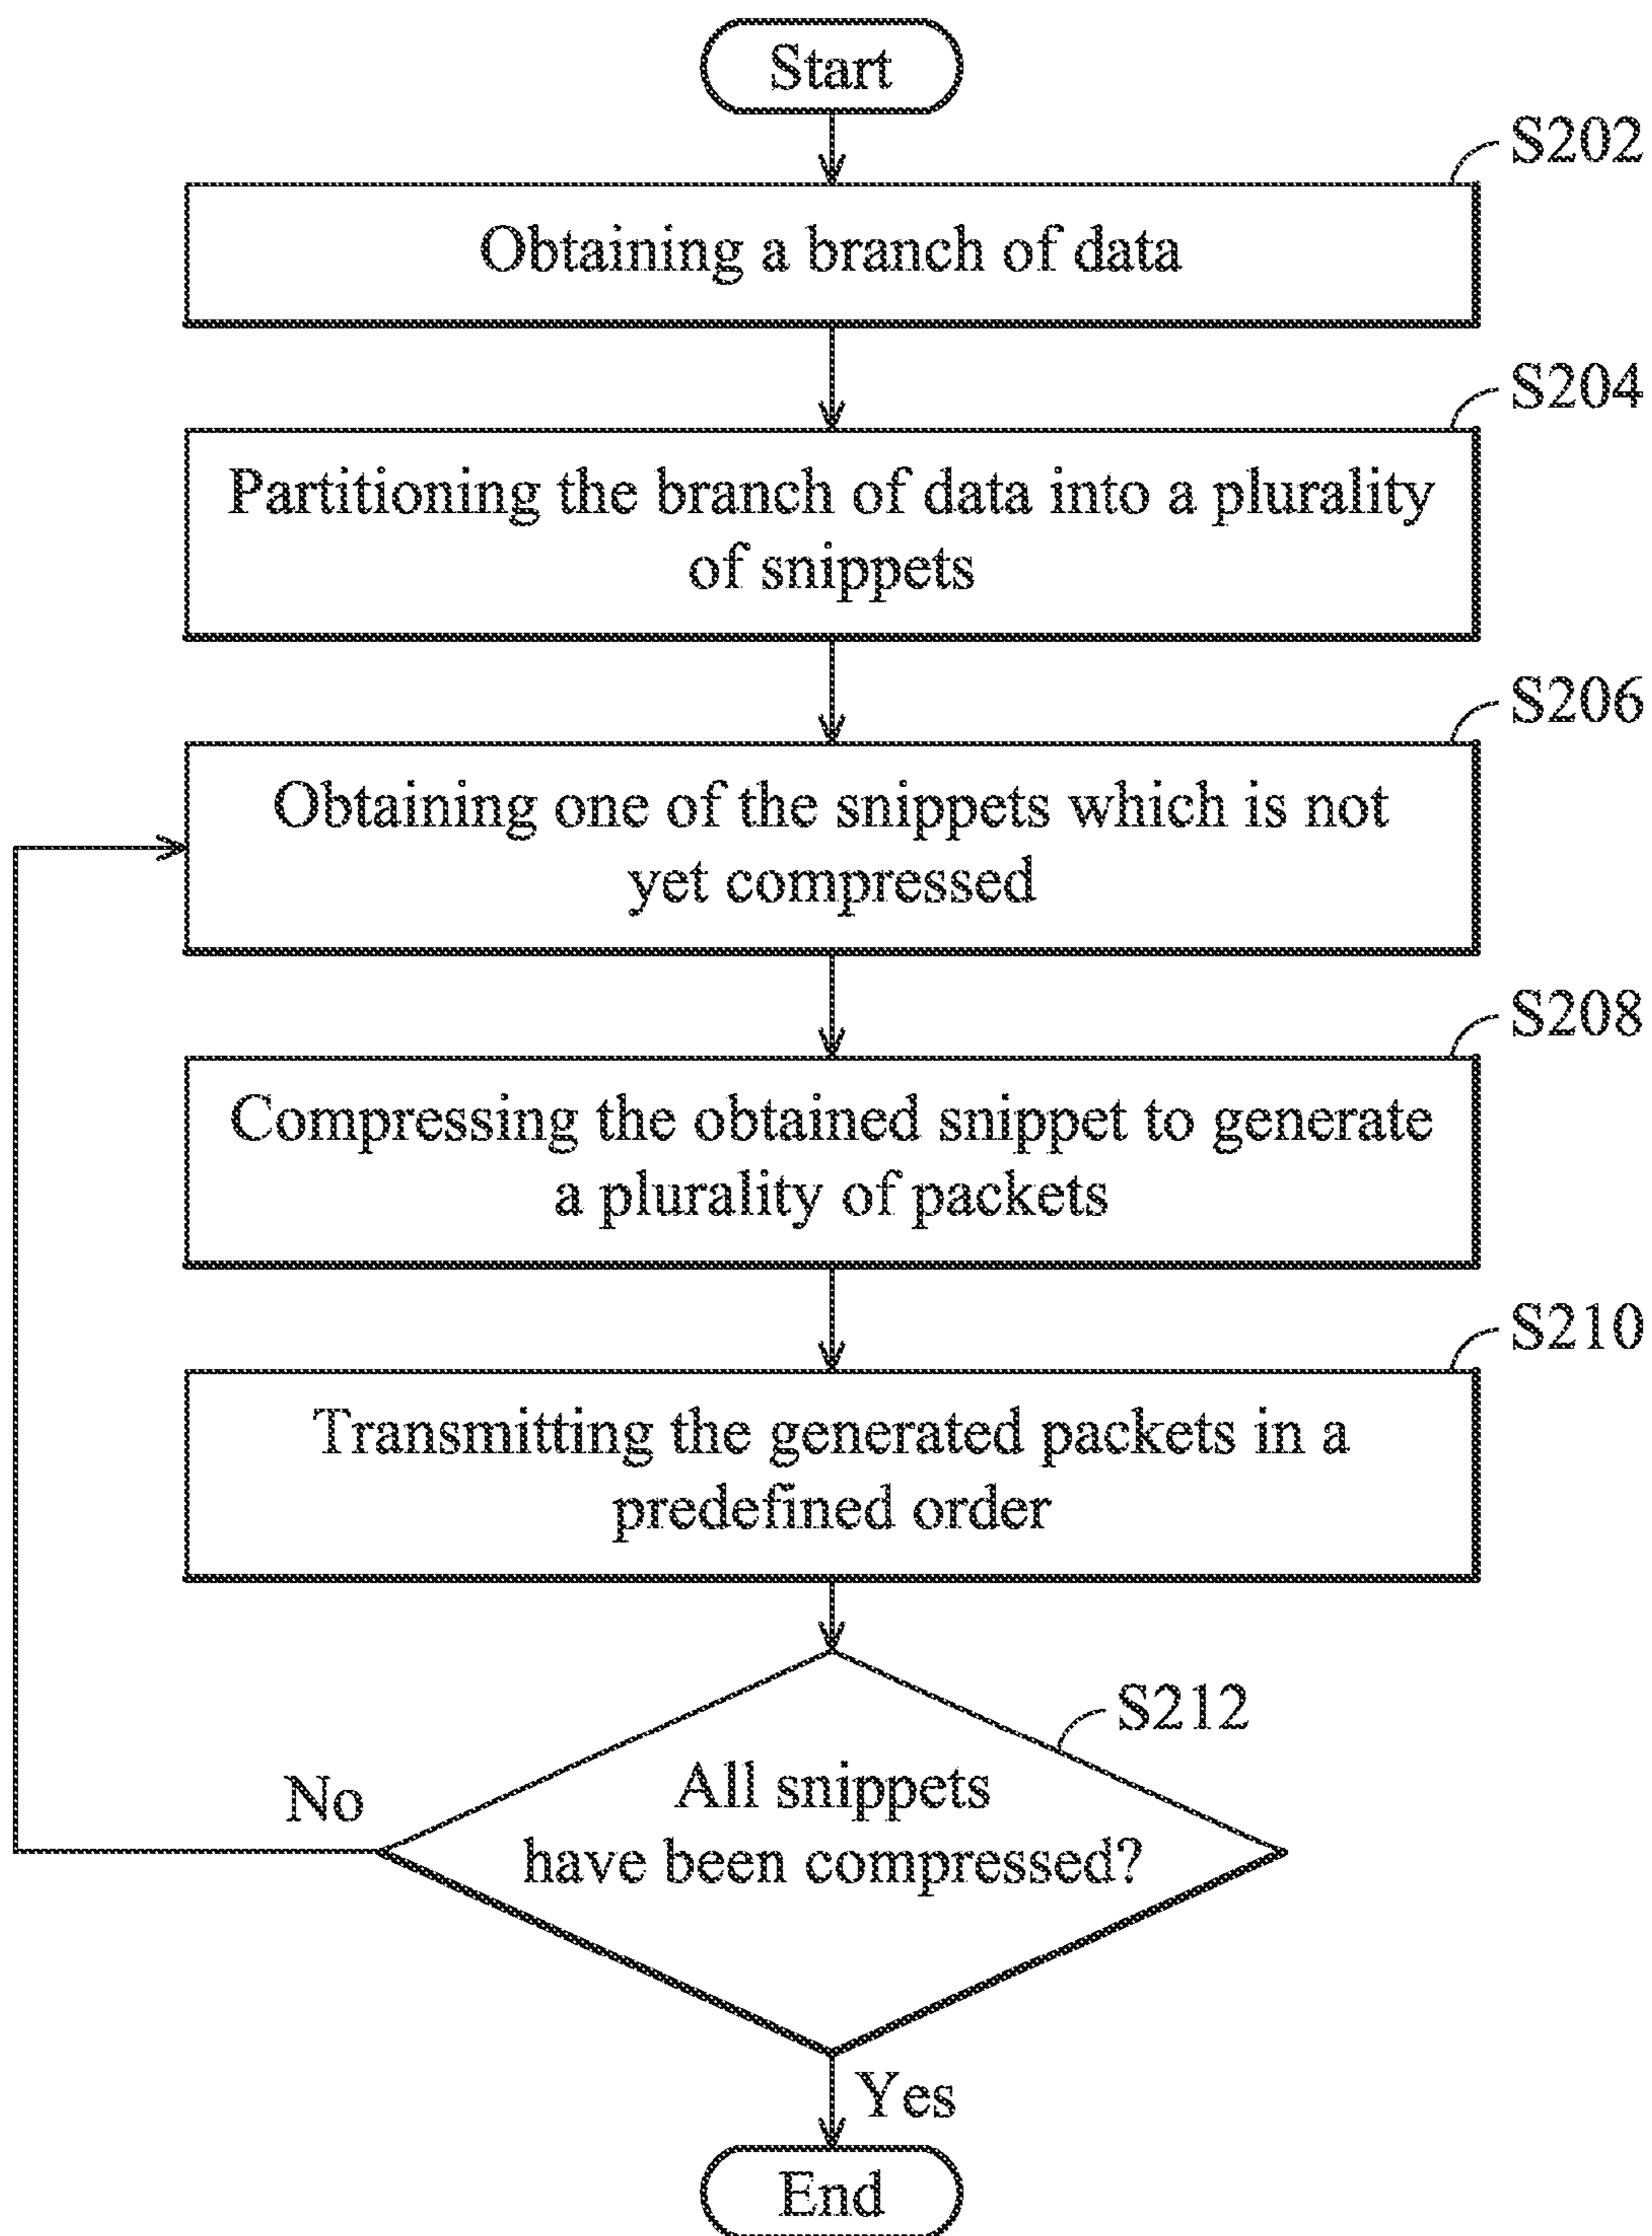 Start
S202
Obtaining a branch of data
S204
Partitioning the branch of data into a plurality
of snippets
S206
Obtaining one of the snippets which is not
yet compressed
S208
Compressing the obtained snippet to generate
a plurality of packets
S210
Transmitting the generated packets in a
predefined order
S212
All snippets
have been compressed?
No
Yes
End